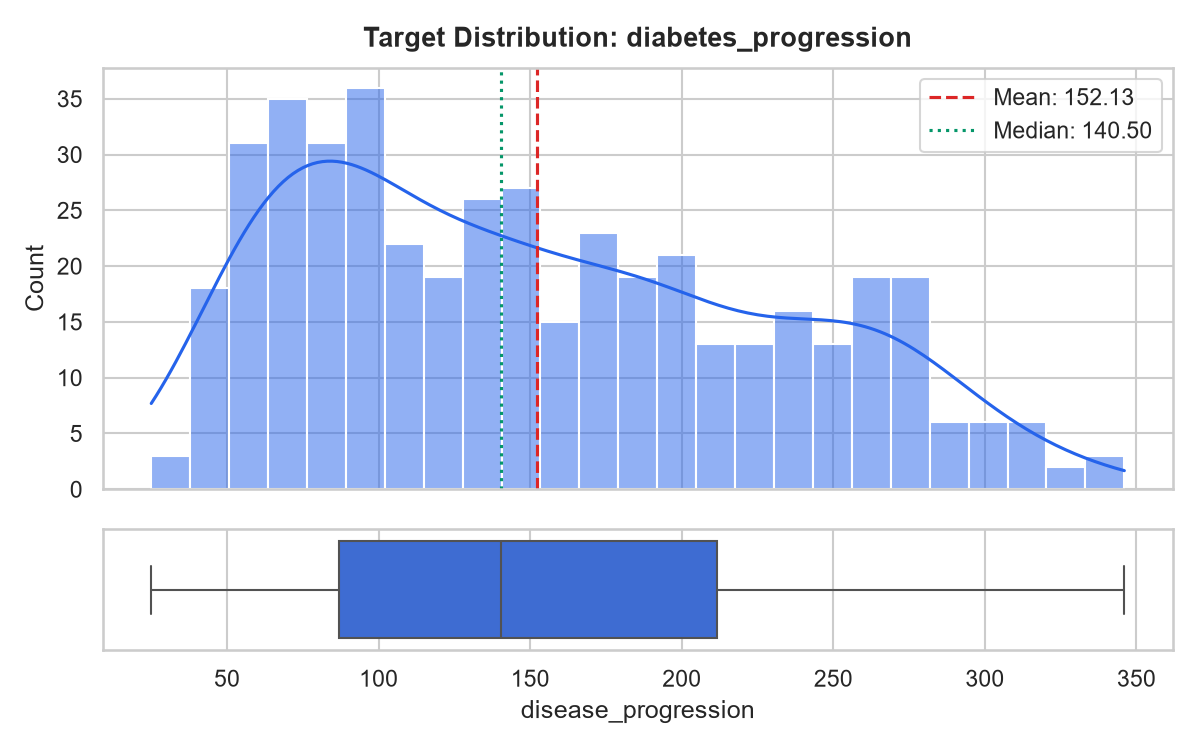 Target Distribution: diabetes_progression
Mean: 152.13
Median: 140.50
Count
35
30
25
20
15
10
5
0
50 100 150 200 250 300 350
disease_progression